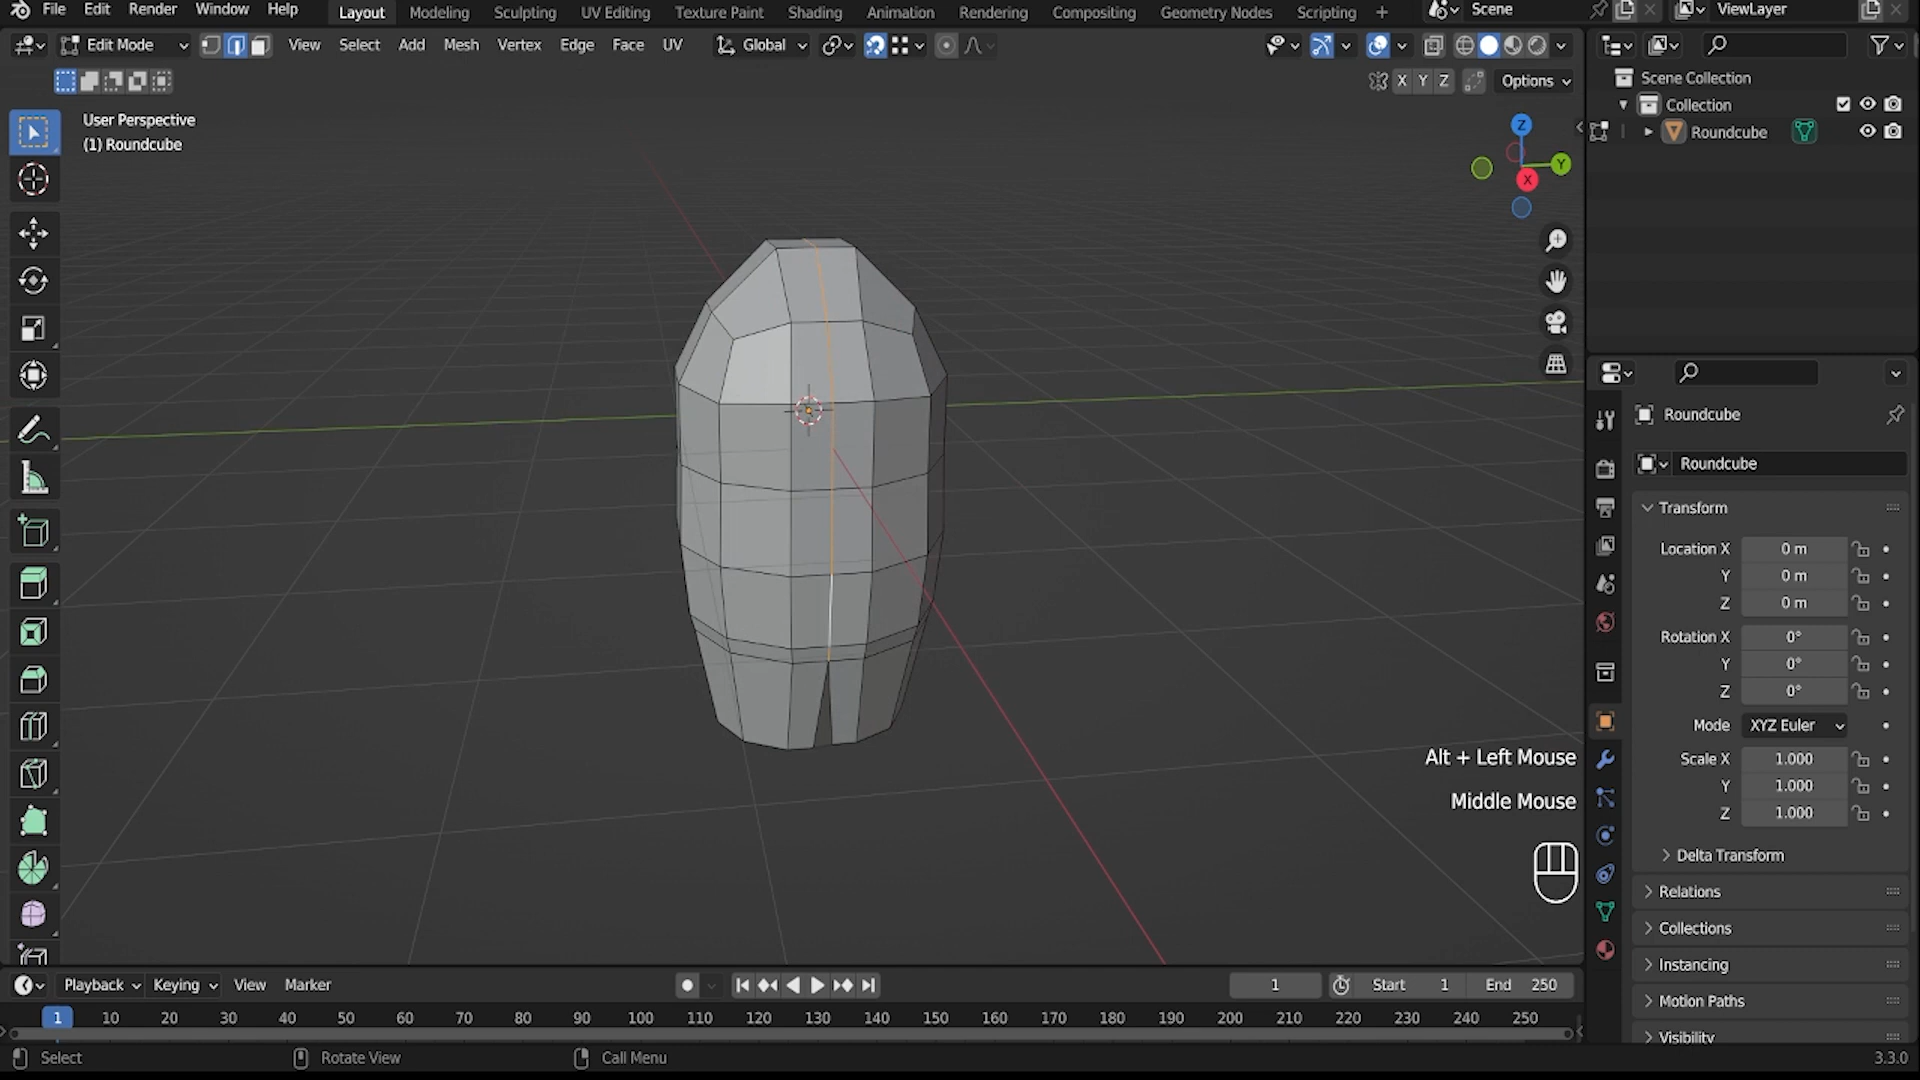 File Edit Render Window Help Layout Modeling Sculpting UV Editing Texture Paint Shading Animation Rendering Compositing Geometry Nodes Scripting + Scene ViewLayer
Edit Mode View Select Add Mesh Vertex Edge Face UV Global
X Y Z Options
User Perspective
(1) Roundcube
Z
Y
X
Scene Collection
Collection
Roundcube
Roundcube
Roundcube
Transform
Location X 0 m
Y 0 m
Z 0 m
Rotation X 0°
Y 0°
Z 0°
Mode XYZ Euler
Scale X 1.000
Y 1.000
Z 1.000
Delta Transform
Relations
Collections
Instancing
Motion Paths
Visibility
Alt + Left Mouse
Middle Mouse
Playback Keying View Marker 1 Start 1 End 250
1 10 20 30 40 50 60 70 80 90 100 110 120 130 140 150 160 170 180 190 200 210 220 230 240 250
Select Rotate View Call Menu 3.3.0